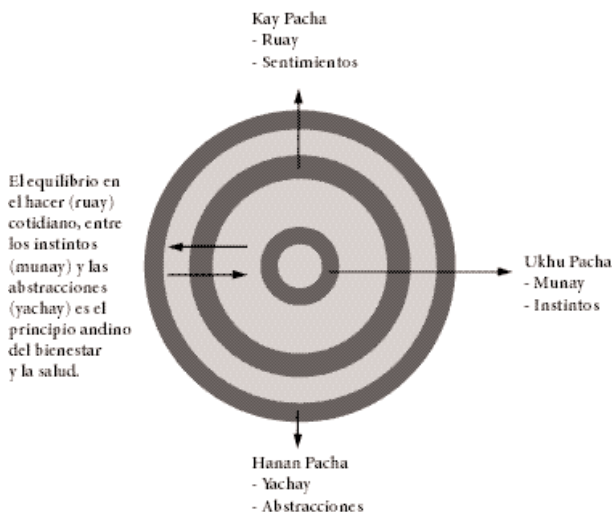 Kay Pacha
- Ruay
- Sentimientos
El equilibrio en
el hacer (ruay)
cotidiano, entre
los instintos
(munay) y las
abstracciones
(yachay) es el
principio andino
del bienestar
y la salud.
Ukhu Pacha
- Munay
- Instintos
Hanan Pacha
- Yachay
- Abstracciones